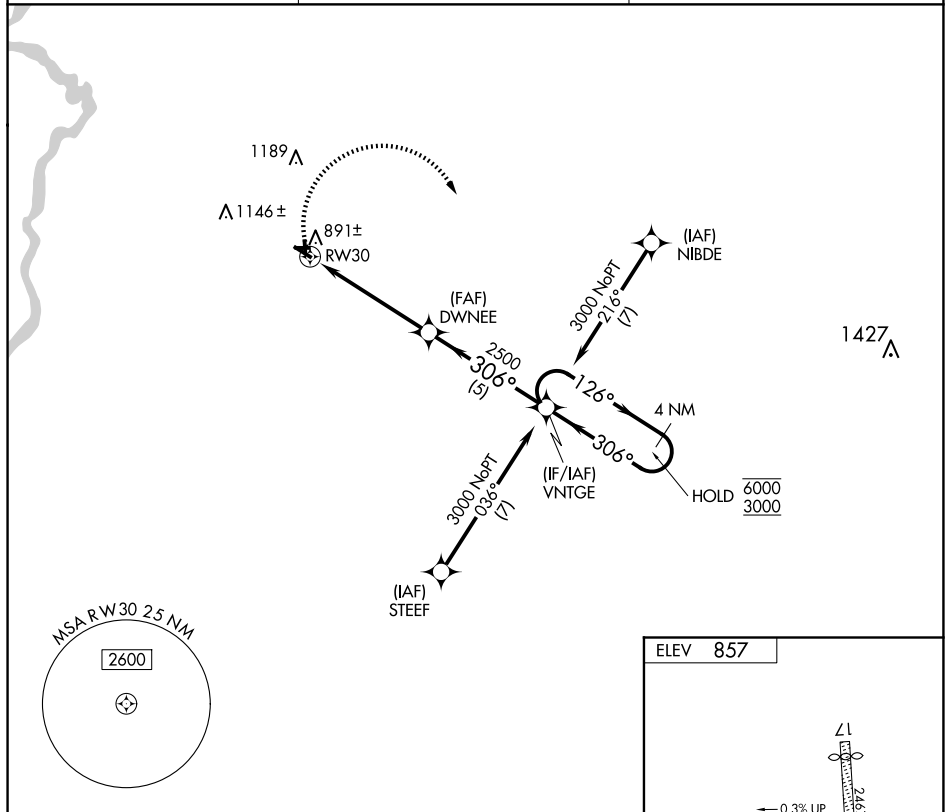 1189
1146 ±
891±
RW30
(IAF)
NIBDE
3000 NoPT
216°
(7)
(FAF)
DWNEE
1427
2500
306°
(5)
126°
4 NM
306°
(IF/IAF)
VNTGE
HOLD 6000
3000
3000 NoPT
036°
(7)
(IAF)
STEEF
MSA RW30 25 NM
2600
ELEV 857
17
0.3% UP
246